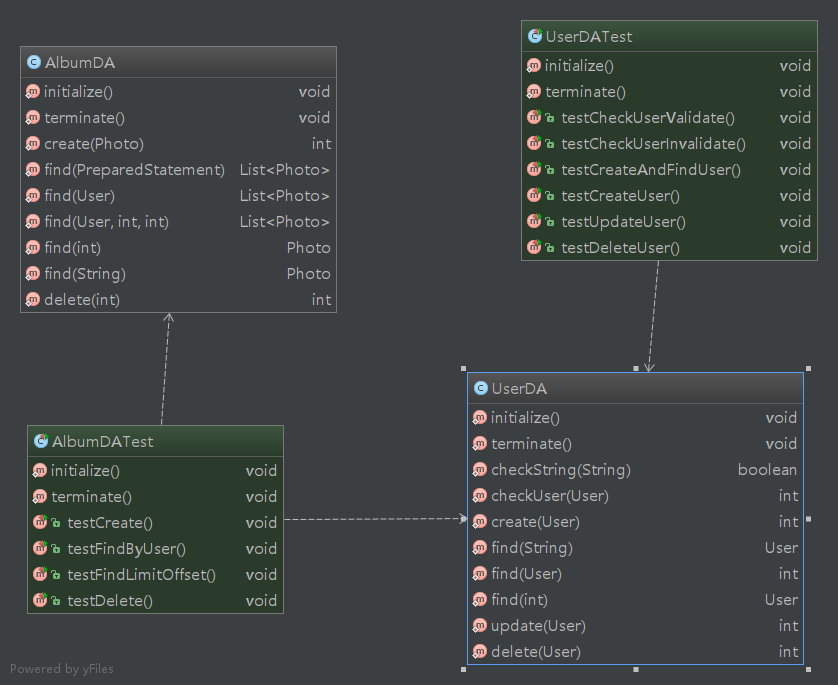 AlbumDA
initialize() void
terminate() void
create(Photo) int
find(PreparedStatement) List<Photo>
find(User) List<Photo>
find(User, int, int) List<Photo>
find(int) Photo
find(String) Photo
delete(int) int
UserDATest
initialize() void
terminate() void
testCheckUserValidate() void
testCheckUserInvalidate() void
testCreateAndFindUser() void
testCreateUser() void
testUpdateUser() void
testDeleteUser() void
AlbumDATest
initialize() void
terminate() void
testCreate() void
testFindByUser() void
testFindLimitOffset() void
testDelete() void
UserDA
initialize() void
terminate() void
checkString(String) boolean
checkUser(User) int
create(User) int
find(String) User
find(User) int
find(int) User
update(User) int
delete(User) int
Powered by yFiles